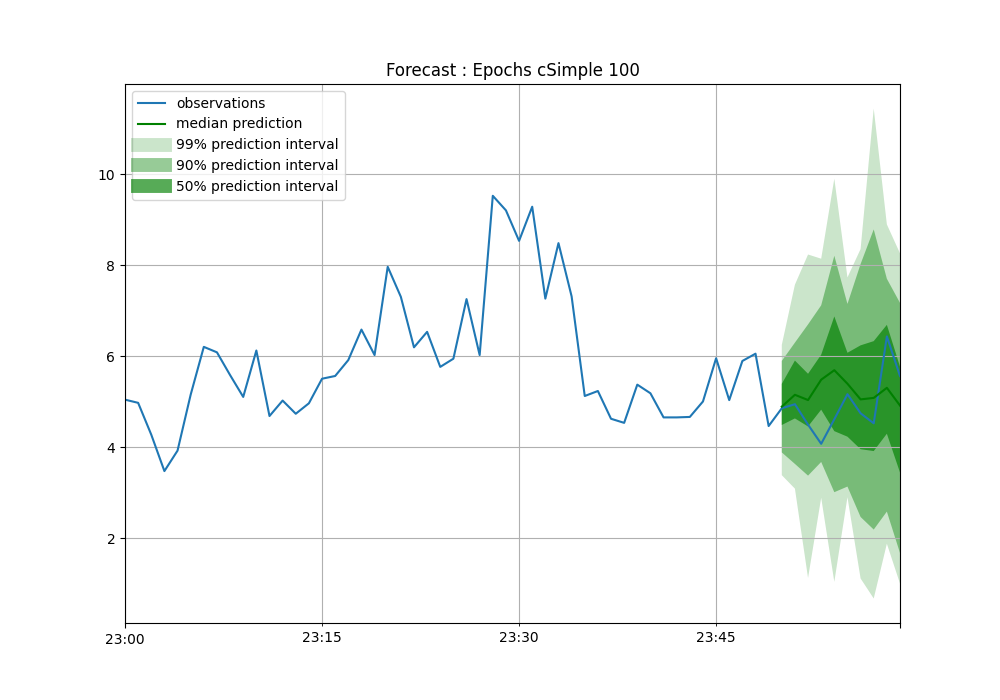 Forecast : Epochs cSimple 100
observations
median prediction
99% prediction interval
90% prediction interval
50% prediction interval
10
8
6
4
2
23:00
23:15
23:30
23:45